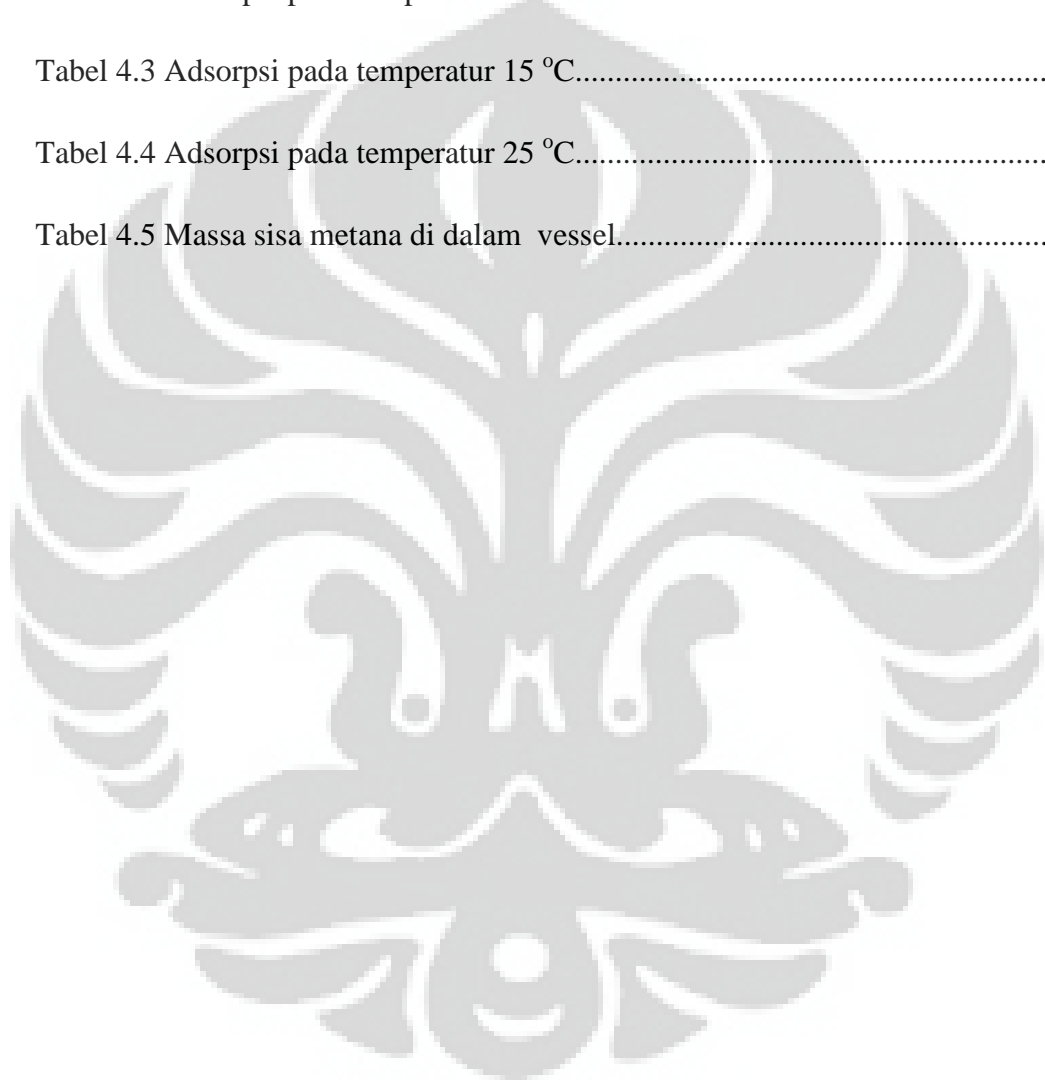 Tabel 4.3 Adsorpsi pada temperatur 15 °C..........................................................
Tabel 4.4 Adsorpsi pada temperatur 25 °C..........................................................
Tabel 4.5 Massa sisa metana di dalam  vessel....................................................